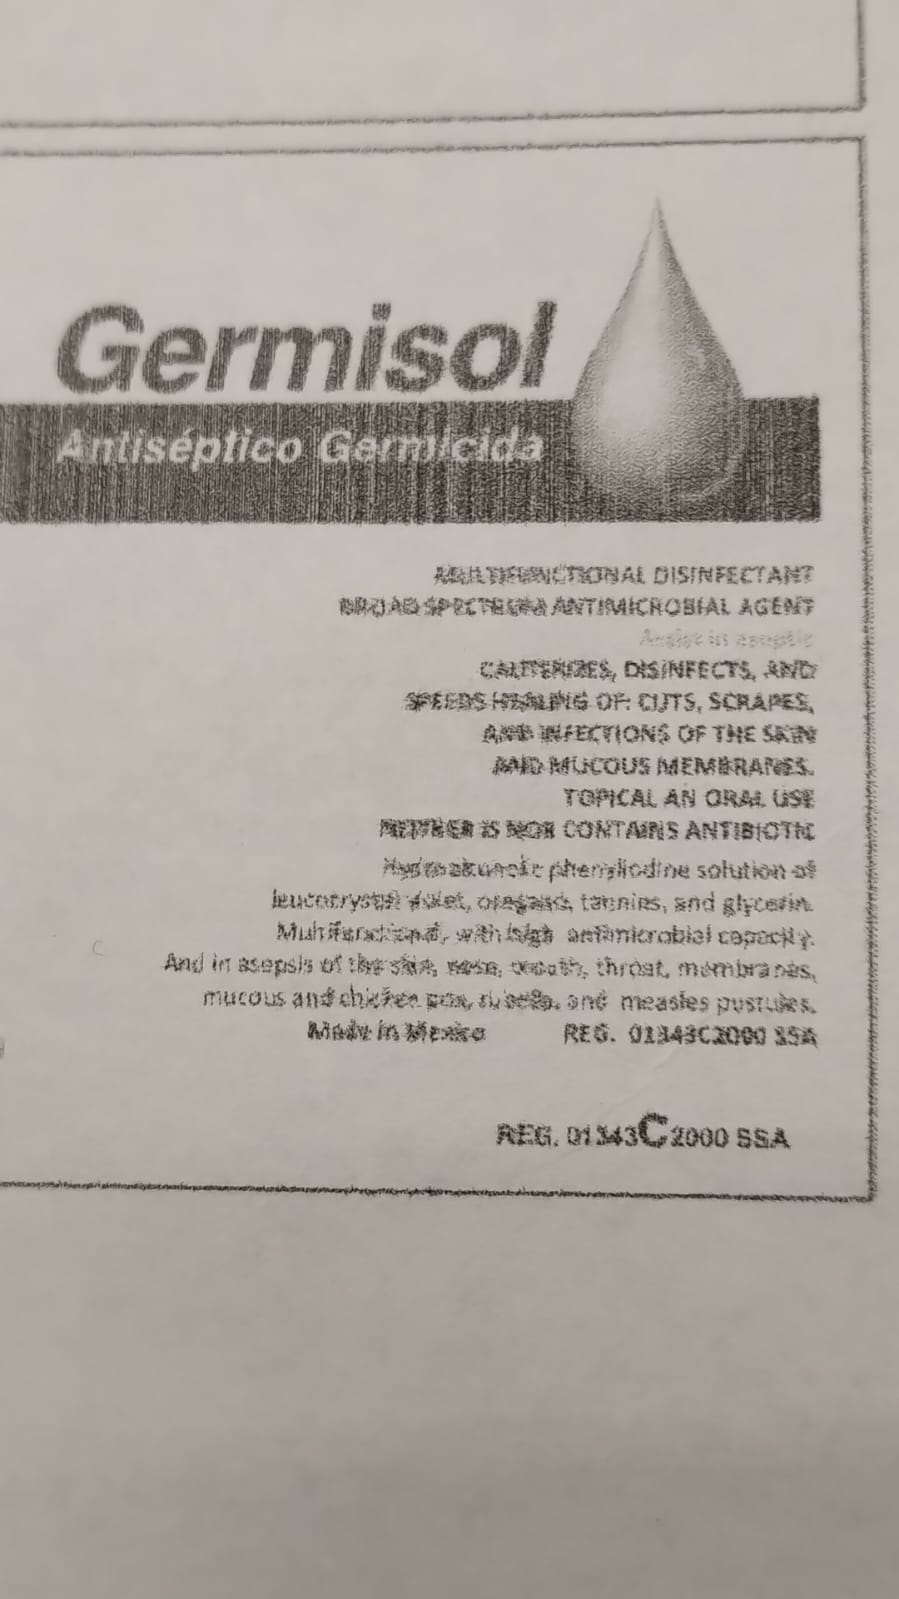 Germisol
Antiséptico Germicida
MULTIFUNCTIONAL DISINFECTANT
BROAD SPECTRUM ANTIMICROBIAL AGENT
CAUTERIZES, DISINFECTS, AND
SPEEDS HEALING OF: CUTS, SCRAPES,
AND INFECTIONS OF THE SKIN
AND MUCOUS MEMBRANES.
TOPICAL AN ORAL USE
NEITHER IS NOR CONTAINS ANTIBIOTIC
phenyliodine solution of
leucocrystal violet, oregano, tannins, and glycerin.
Multifunctional, with high antimicrobial capacity.
And in asepsis of the skin, nose, mouth, throat, membranes,
mucous and chicken pox, rubella, and measles pustules.
Made in Mexico REG. 01343C2000 SSA
REG. 01343C2000 SSA